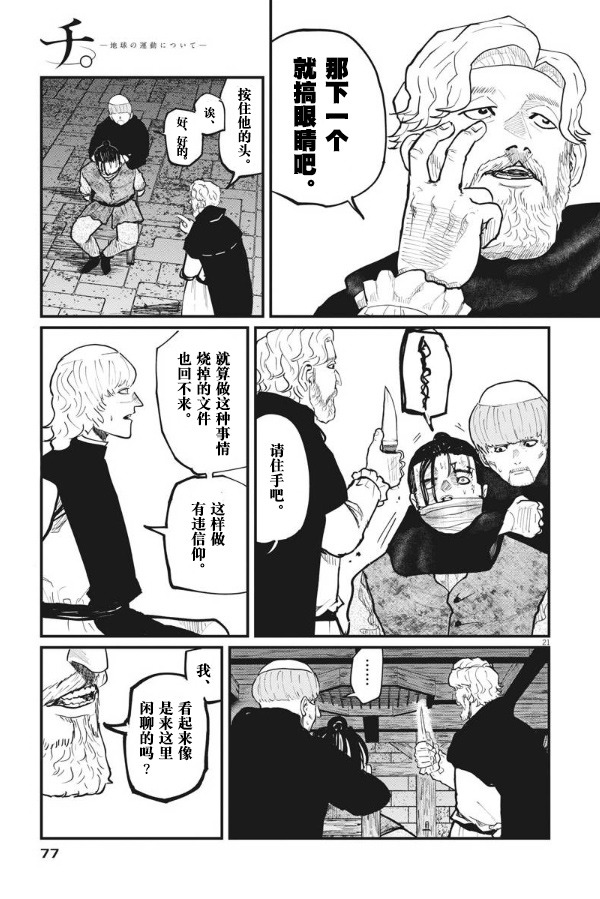 チ。
—地球の運動について—
那下一个
就搞眼睛吧。
按住他的头。
诶、
好、好的。
请住手吧。
就算做这种事情
烧掉的文件
也回不来。
这样做
有违信仰。
21
……
我、
看起来像
是来这里
闲聊的吗？
77